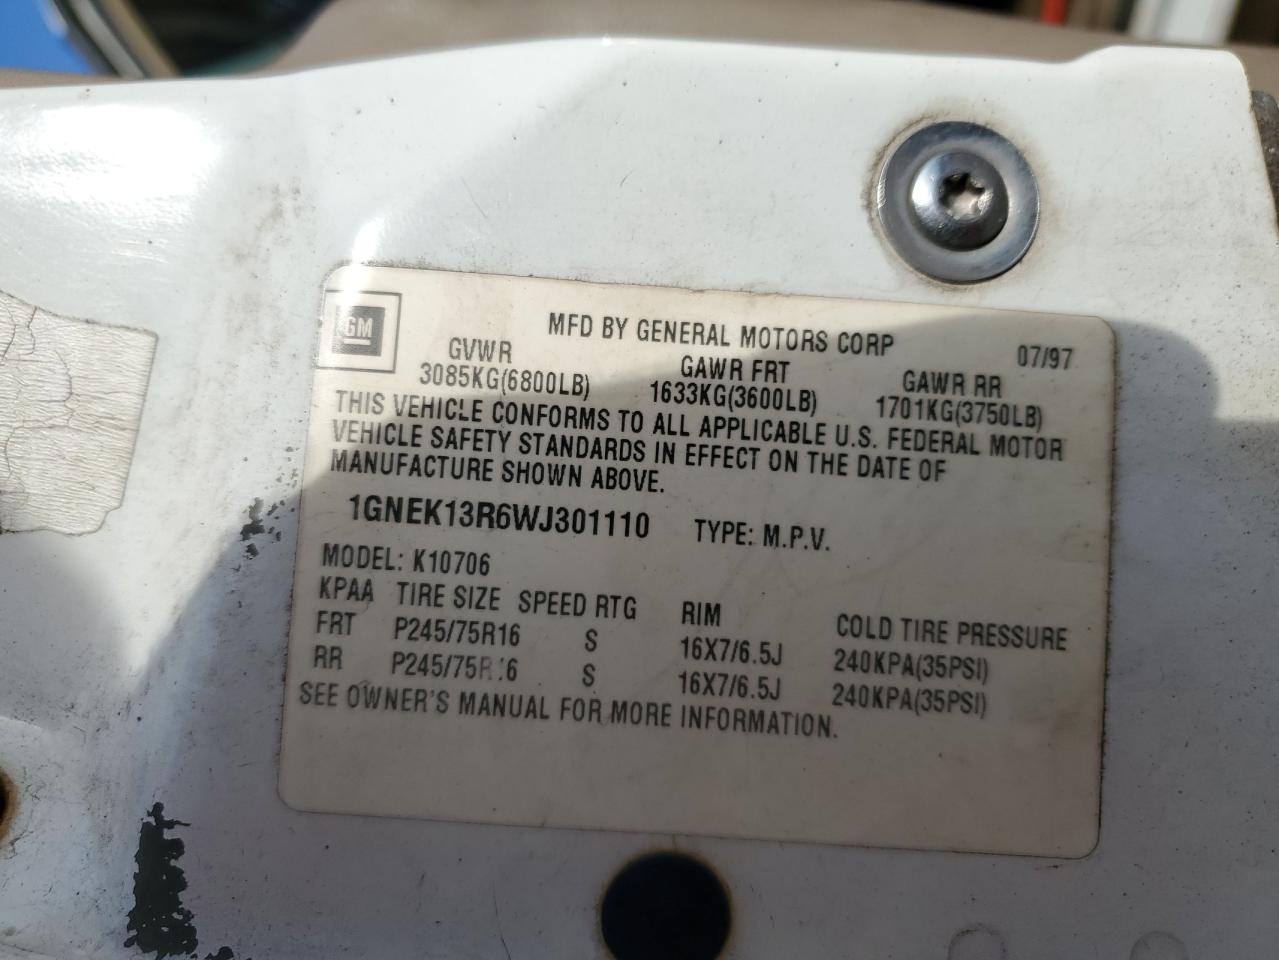 GM
MFD BY GENERAL MOTORS CORP 07/97
GVWR GAWR FRT GAWR RR
3085KG(6800LB) 1633KG(3600LB) 1701KG(3750LB)
THIS VEHICLE CONFORMS TO ALL APPLICABLE U.S. FEDERAL MOTOR
VEHICLE SAFETY STANDARDS IN EFFECT ON THE DATE OF
MANUFACTURE SHOWN ABOVE.
1GNEK13R6WJ301110 TYPE: M.P.V.
MODEL: K10706
KPAA TIRE SIZE SPEED RTG RIM COLD TIRE PRESSURE
FRT P245/75R16 S 16X7/6.5J 240KPA(35PSI)
RR P245/75R16 S 16X7/6.5J 240KPA(35PSI)
SEE OWNER'S MANUAL FOR MORE INFORMATION.